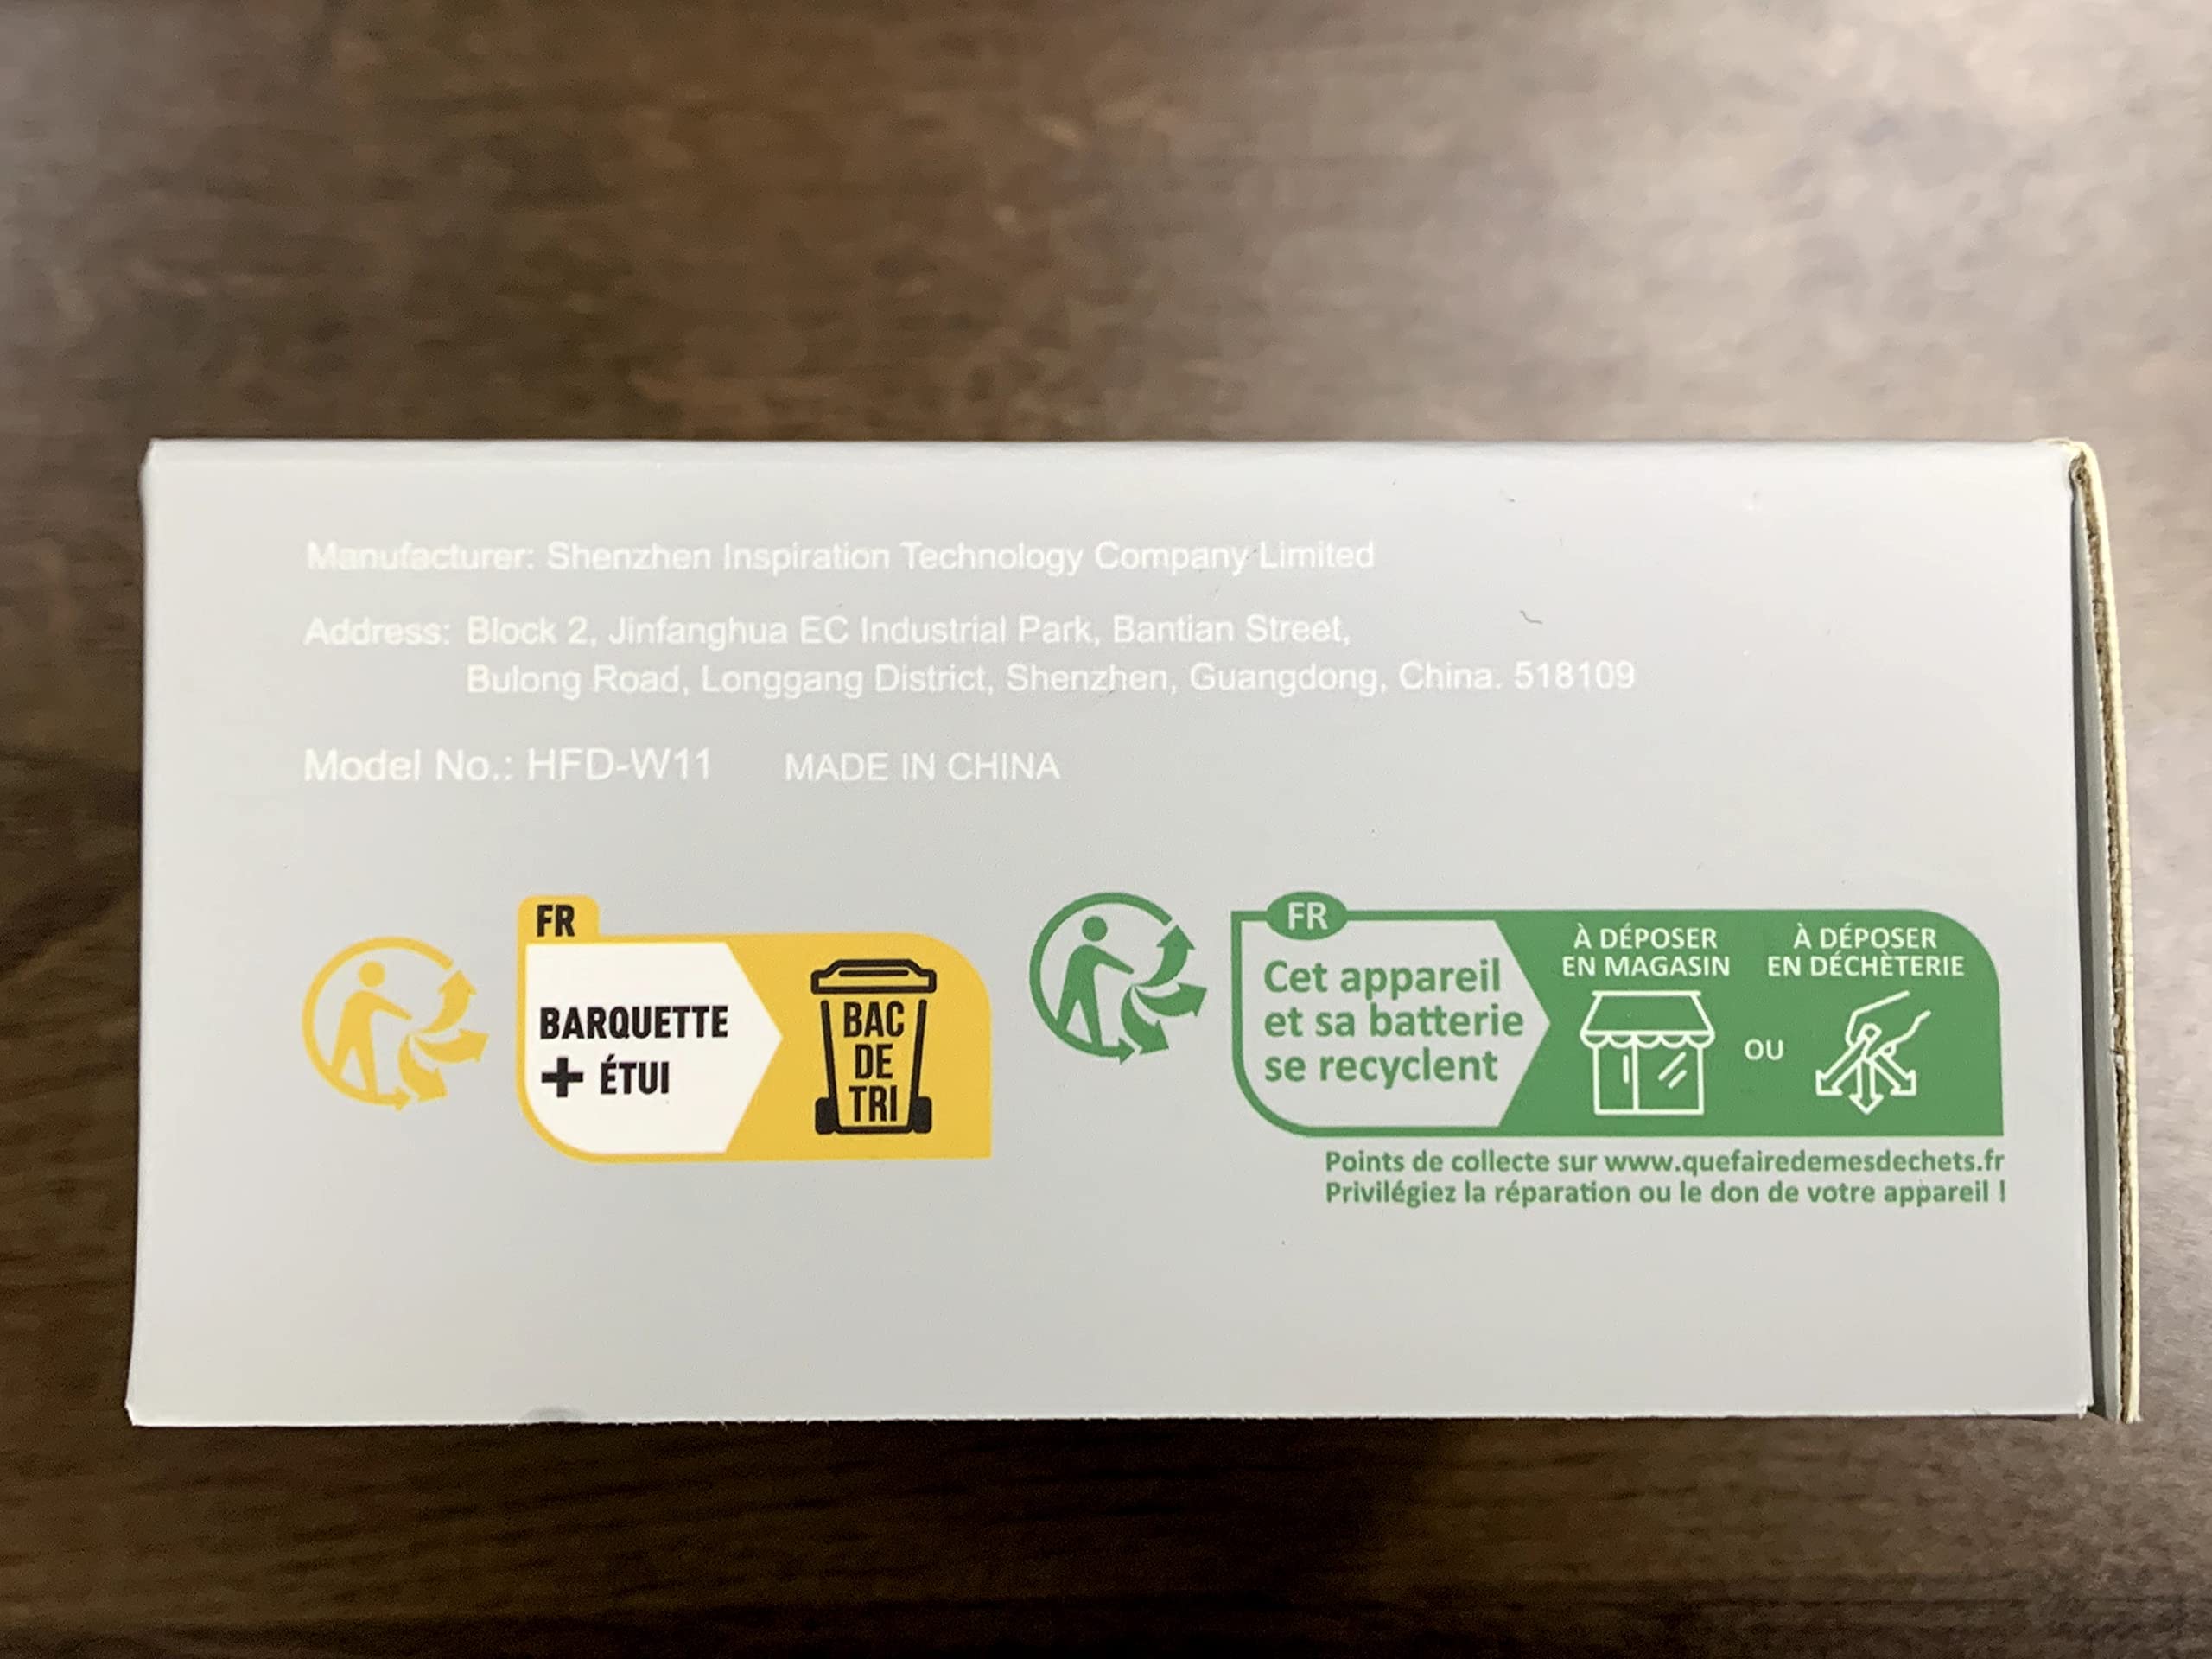 Manufacturer: Shenzhen Inspiration Technology Company Limited
Address: Block 2, Jinfanghua EC Industrial Park, Bantian Street,
Bulong Road, Longgang District, Shenzhen, Guangdong, China. 518109
Model No.: HFD-W11 MADE IN CHINA
FR
BARQUETTE
+ ÉTUI
BAC
DE
TRI
FR
Cet appareil
et sa batterie
se recyclent
À DÉPOSER
EN MAGASIN
OU
À DÉPOSER
EN DÉCHÈTERIE
Points de collecte sur www.quefairedemesdechets.fr
Privilégiez la réparation ou le don de votre appareil !